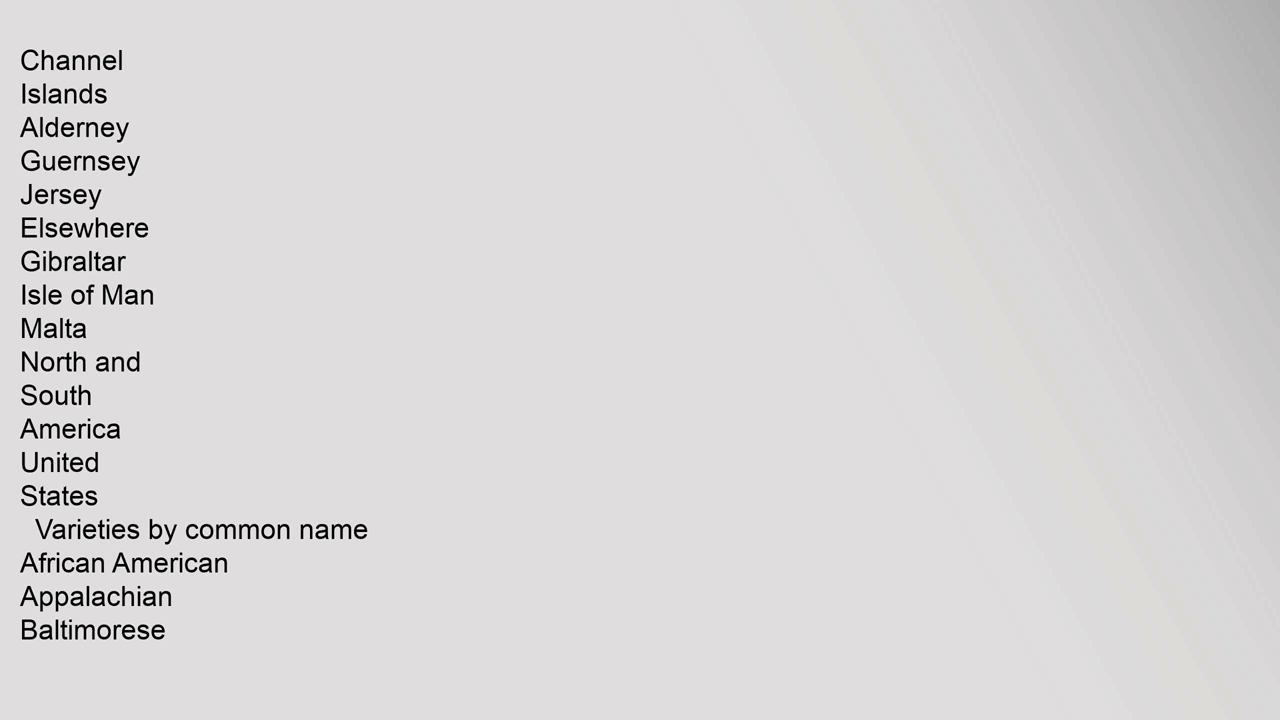 Channel
Islands
Alderney
Guernsey
Jersey
Elsewhere
Gibraltar
Isle of Man
Malta
North and
South
America
United
States
Varieties by common name
African American
Appalachian
Baltimorese